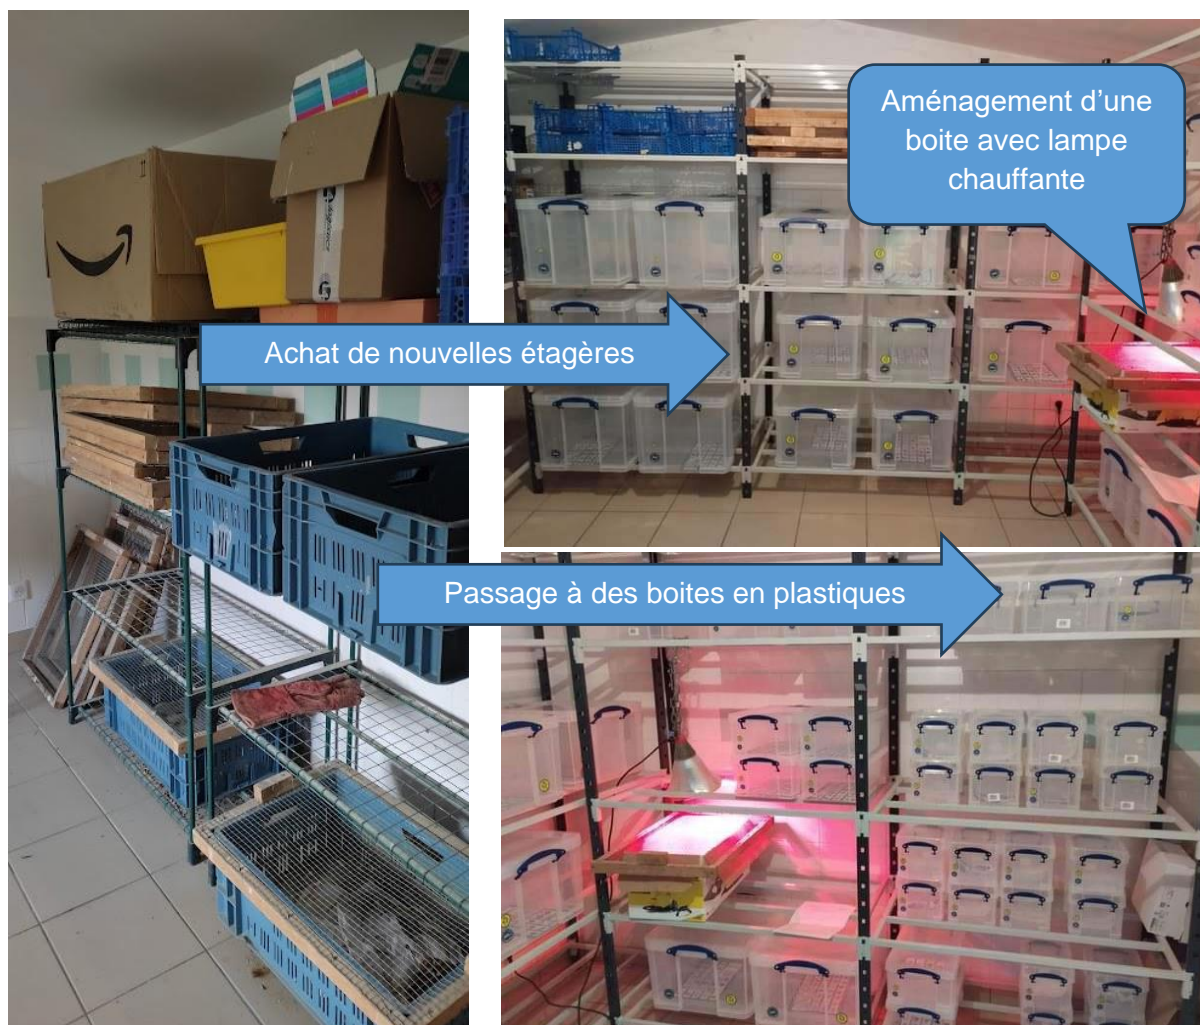 Aménagement d’une
boite avec lampe
chauffante
Achat de nouvelles étagères
Passage à des boites en plastiques